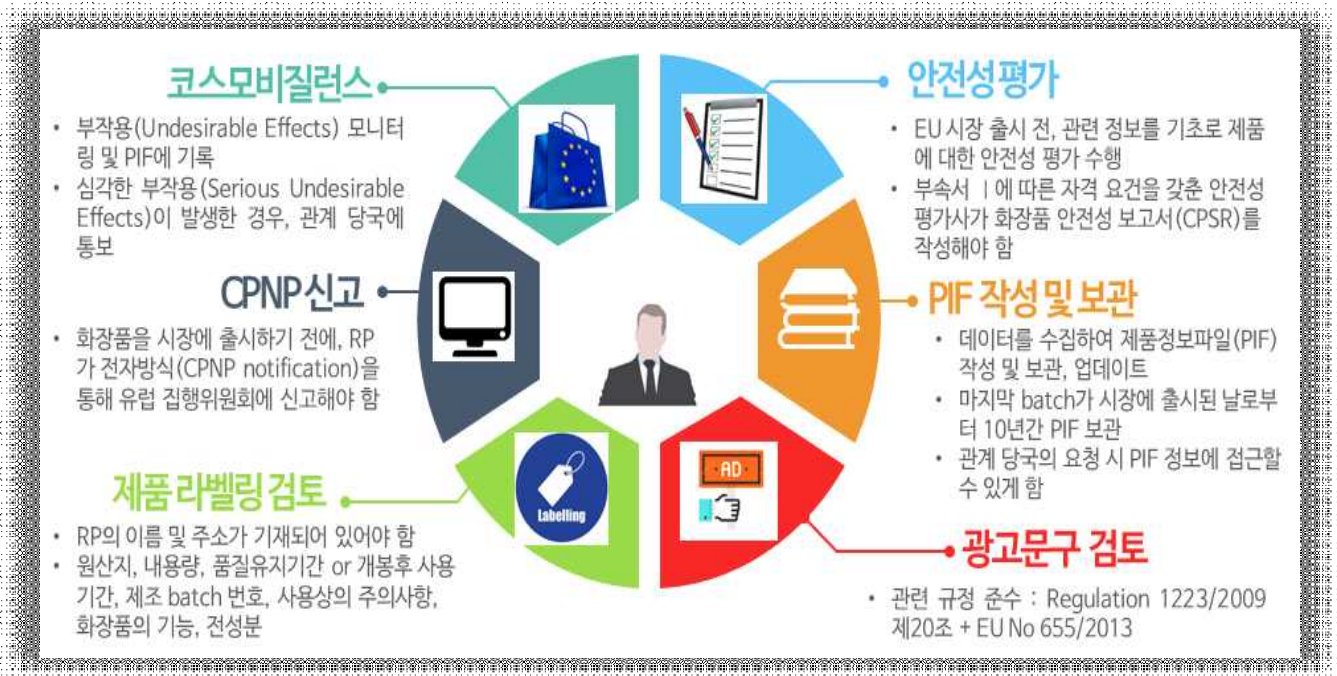 코스모비질런스
• 부작용(Undesirable Effects) 모니터
링 및 PIF에 기록
• 심각한 부작용(Serious Undesirable
Effects)이 발생한 경우, 관계 당국에
통보
안전성 평가
• EU 시장 출시 전, 관련 정보를 기초로 제품
에 대한 안전성 평가 수행
• 부속서 Ⅰ에 따른 자격 요건을 갖춘 안전성
평가사가 화장품 안전성 보고서(CPSR)를
작성해야 함
CPNP 신고
• 화장품을 시장에 출시하기 전에, RP
가 전자방식(CPNP notification)을
통해 유럽 집행위원회에 신고해야 함
PIF 작성 및 보관
• 데이터를 수집하여 제품정보파일(PIF)
작성 및 보관, 업데이트
• 마지막 batch가 시장에 출시된 날로부
터 10년간 PIF 보관
• 관계 당국의 요청 시 PIF 정보에 접근할
수 있게 함
제품 라벨링 검토
• RP의 이름 및 주소가 기재되어 있어야 함
• 원산지, 내용량, 품질유지기간 or 개봉후 사용
기간, 제조 batch 번호, 사용상의 주의사항,
화장품의 기능, 전성분
Labelling
AD
광고문구 검토
• 관련 규정 준수 : Regulation 1223/2009
제20조 + EU No 655/2013